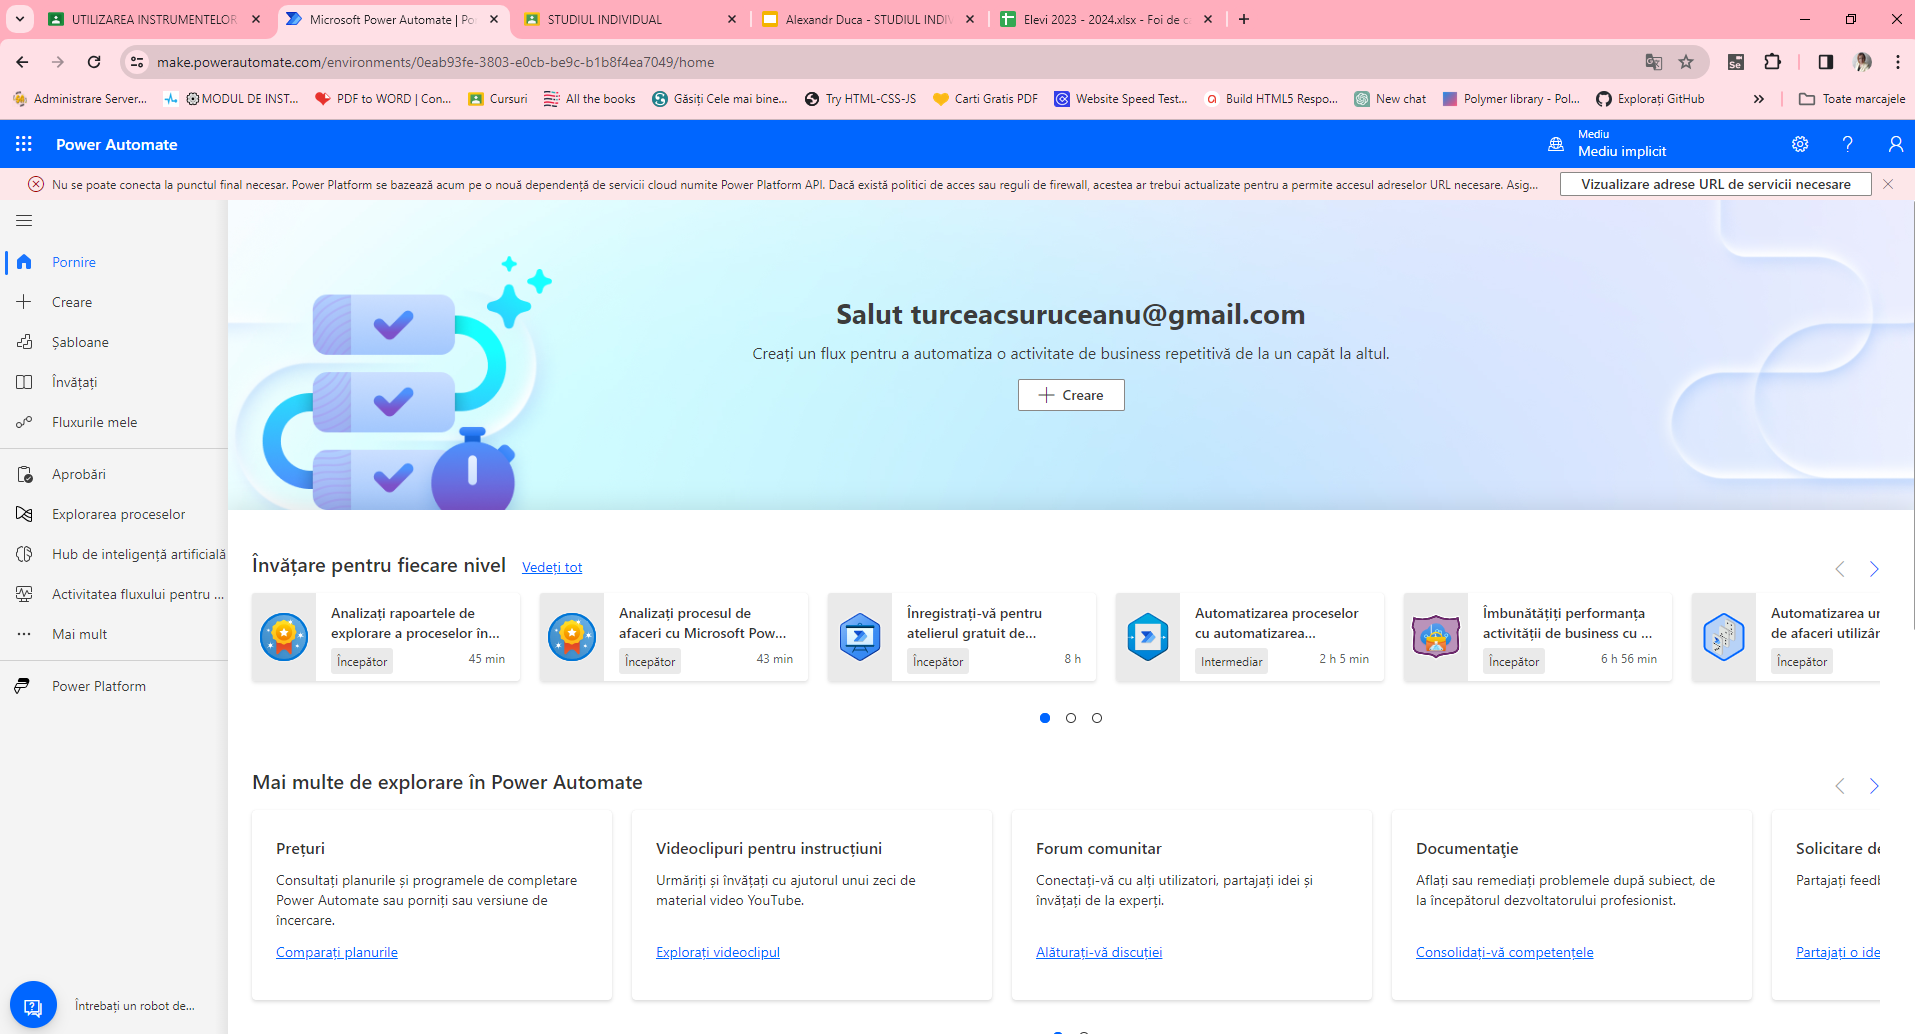 UTILIZAREA INSTRUMENTELOR
Microsoft Power Automate | Po
STUDIUL INDIVIDUAL
Alexandr Duca - STUDIUL INDIV
Elevi 2023 - 2024.xlsx - Foi de c
make.powerautomate.com/environments/0eab93fe-3803-e0cb-be9c-b1b8f4ea7049/home
Se
Administrare Server...
MODUL DE INST...
PDF to WORD | Con...
Cursuri
All the books
Găsiți Cele mai bine...
Try HTML-CSS-JS
Carti Gratis PDF
Website Speed Test...
Build HTML5 Respo...
New chat
Polymer library - Pol...
Explorați GitHub
Toate marcajele
Power Automate
Mediu
Mediu implicit
Nu se poate conecta la punctul final necesar. Power Platform se bazează acum pe o nouă dependență de servicii cloud numite Power Platform API. Dacă există politici de acces sau reguli de firewall, acestea ar trebui actualizate pentru a permite accesul adreselor URL necesare. Asig...
Vizualizare adrese URL de servicii necesare
Pornire
Creare
Șabloane
Învățați
Fluxurile mele
Aprobări
Explorarea proceselor
Hub de inteligență artificială
Activitatea fluxului pentru ...
Mai mult
Power Platform
Întrebați un robot de...
Salut turceacsuruceanu@gmail.com
Creați un flux pentru a automatiza o activitate de business repetitivă de la un capăt la altul.
Creare
Învățare pentru fiecare nivel
Vedeți tot
Analizați rapoartele de
explorare a proceselor în...
Începător
45 min
Analizați procesul de
afaceri cu Microsoft Pow...
Începător
43 min
Înregistrați-vă pentru
atelierul gratuit de...
Începător
8 h
Automatizarea proceselor
cu automatizarea...
Intermediar
2 h 5 min
Îmbunătățiți performanța
activității de business cu ...
Începător
6 h 56 min
Automatizarea ur
de afaceri utilizâr
Începător
Mai multe de explorare în Power Automate
Prețuri
Consultați planurile și programele de completare
Power Automate sau porniți sau versiune de
încercare.
Comparați planurile
Videoclipuri pentru instrucțiuni
Urmăriți și învățați cu ajutorul unui zeci de
material video YouTube.
Explorați videoclipul
Forum comunitar
Conectați-vă cu alți utilizatori, partajați idei și
învățați de la experți.
Alăturați-vă discuției
Documentaţie
Aflați sau remediați problemele după subiect, de
la începătorul dezvoltatorului profesionist.
Consolidați-vă competențele
Solicitare de
Partajați feedb
Partajați o ide